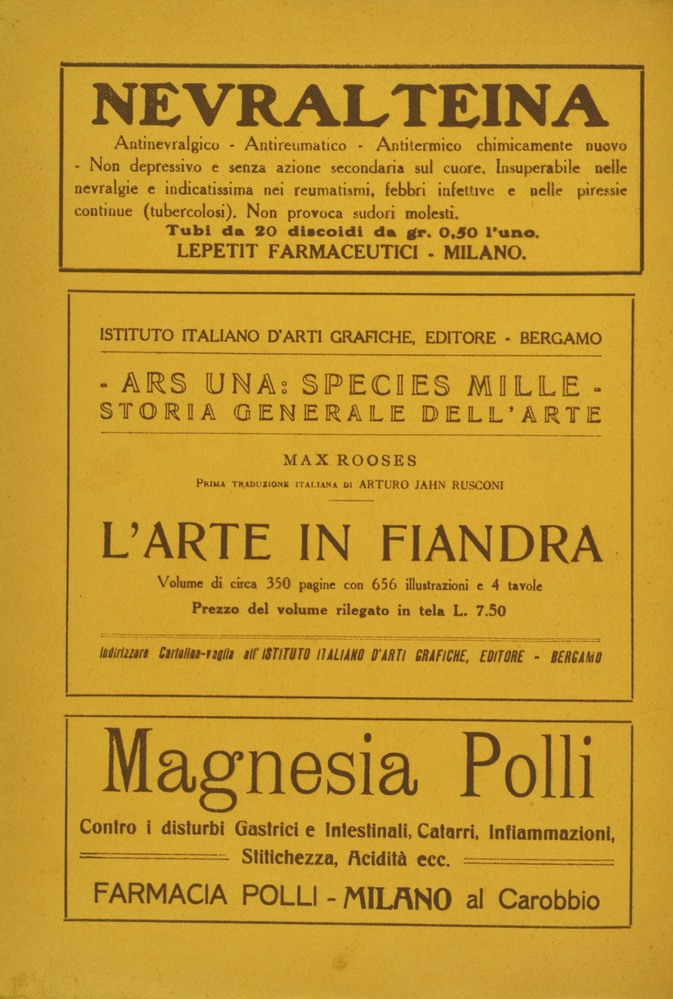 NEVRALTEINA
Antinevralgico - Antireumatico - Antitermico chimicamente nuovo
- Non depressivo e senza azione secondaria sul cuore. Insuperabile nelle
nevralgie e indicatissima nei reumatismi, febbri infettive e nelle piressie
continue (tubercolosi). Non provoca sudori molesti.
Tubi da 20 discoidi da gr. 0,50 l'uno.
LEPETIT FARMACEUTICI - MILANO.
ISTITUTO ITALIANO D'ARTI GRAFICHE, EDITORE - BERGAMO
- ARS UNA: SPECIES MILLE -
STORIA GENERALE DELL'ARTE
MAX ROOSES
PRIMA TRADUZIONE ITALIANA DI ARTURO JAHN RUSCONI
L'ARTE IN FIANDRA
Volume di circa 350 pagine con 656 illustrazioni e 4 tavole
Prezzo del volume rilegato in tela L. 7.50
Indirizzare Cartolina-vaglia all'ISTITUTO ITALIANO D'ARTI GRAFICHE, EDITORE - BERGAMO
Magnesia Polli
Contro i disturbi Gastrici e Intestinali, Catarri, Infiammazioni,
Stitichezza, Acidità ecc.
FARMACIA POLLI - MILANO al Carobbio